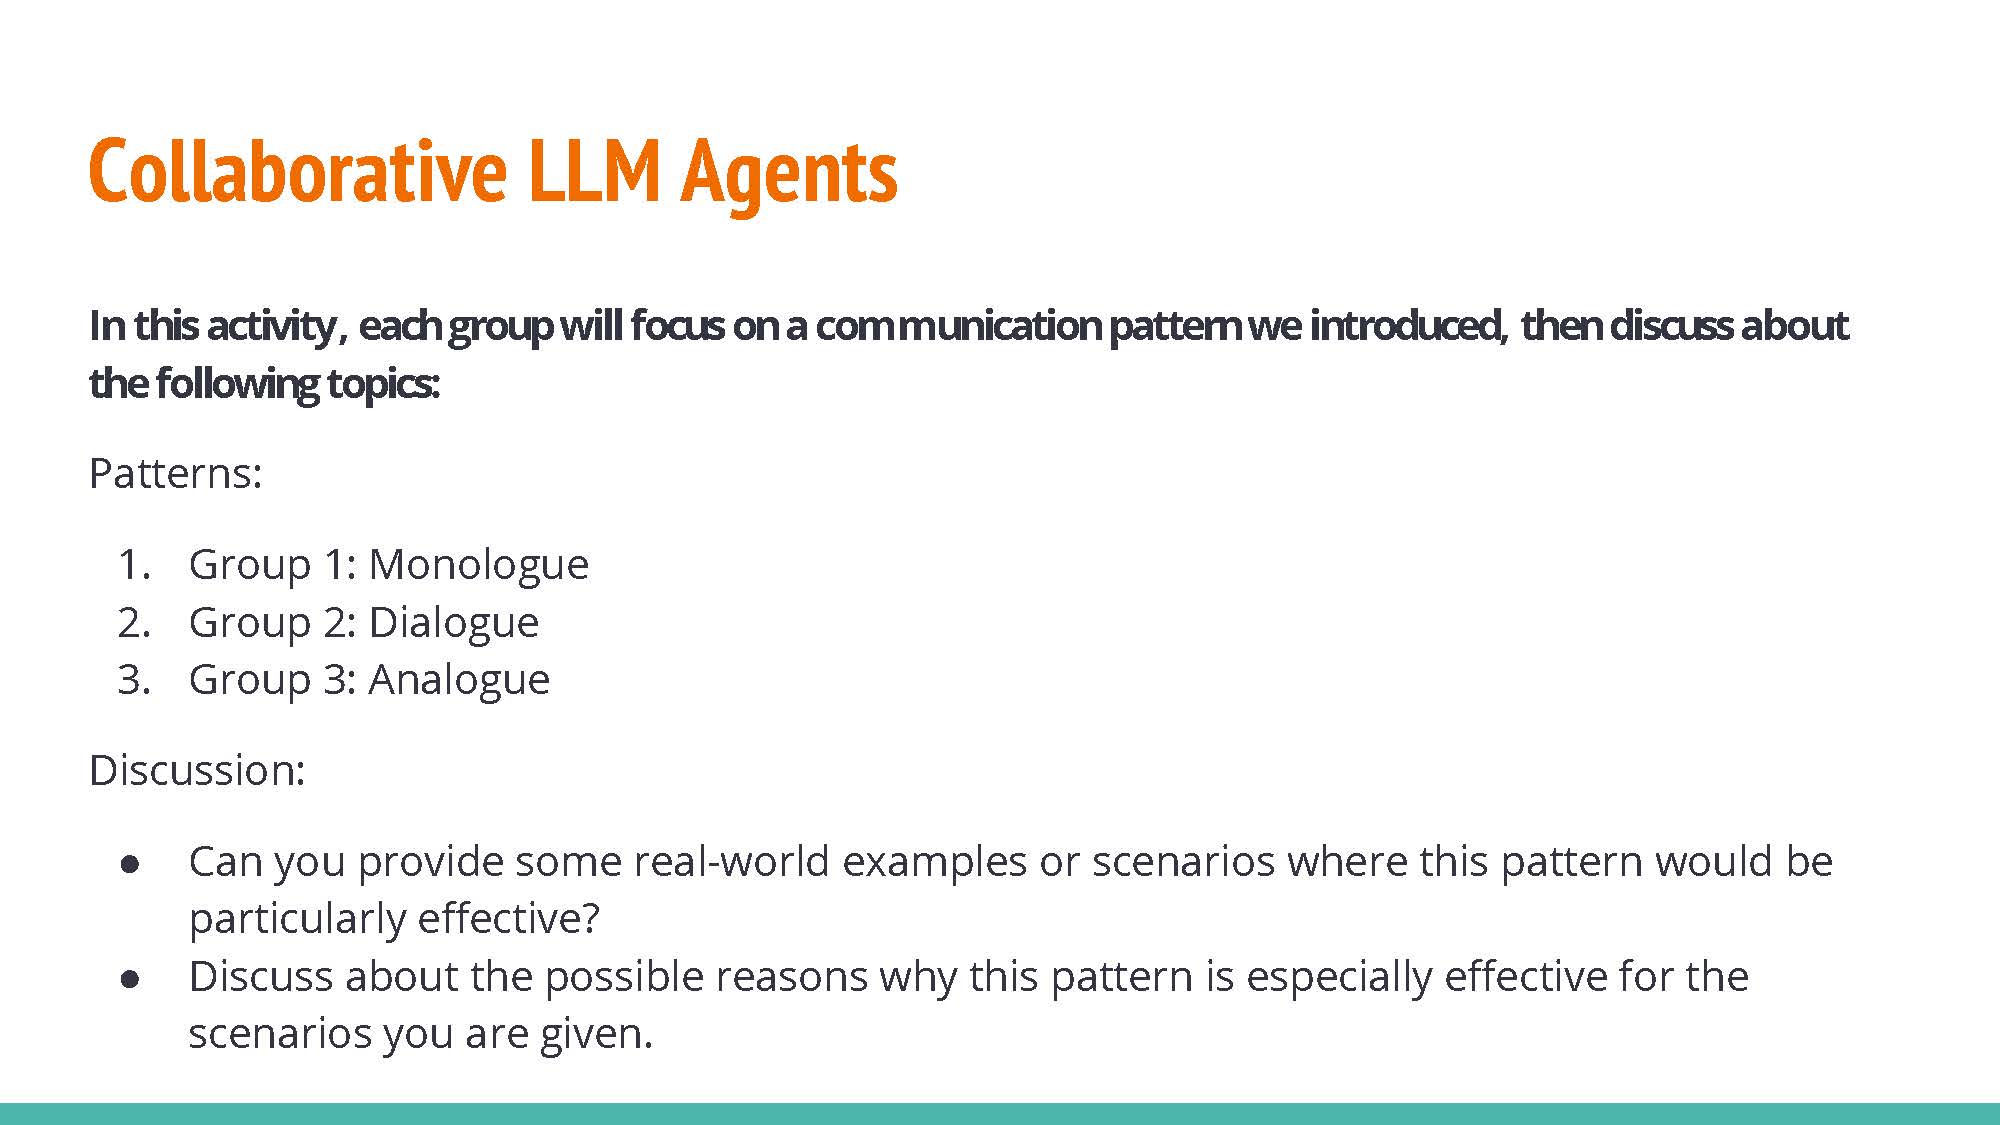 Collaborative LLM Agents
In this activity, each group will focus on a communication pattern we introduced, then discuss about
the following topics:
Patterns:
1. Group 1: Monologue
2. Group 2: Dialogue
3. Group 3: Analogue
Discussion:
● Can you provide some real-world examples or scenarios where this pattern would be
particularly effective?
● Discuss about the possible reasons why this pattern is especially effective for the
scenarios you are given.